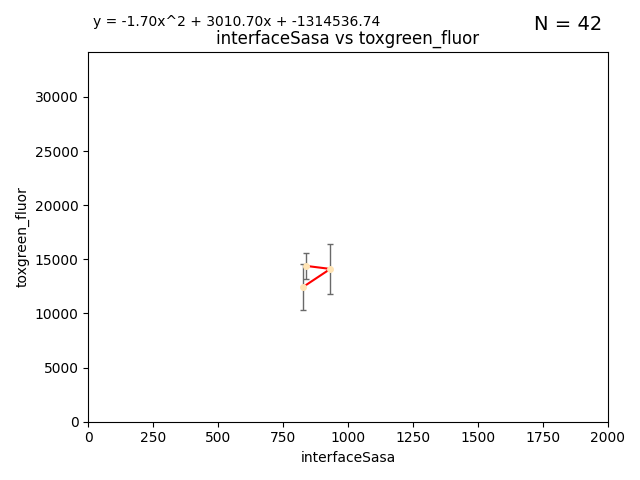 y = -1.70x^2 + 3010.70x + -1314536.74
N = 42
interfaceSasa vs toxgreen_fluor
30000
25000
20000
15000
10000
5000
0
toxgreen_fluor
0 250 500 750 1000 1250 1500 1750 2000
interfaceSasa